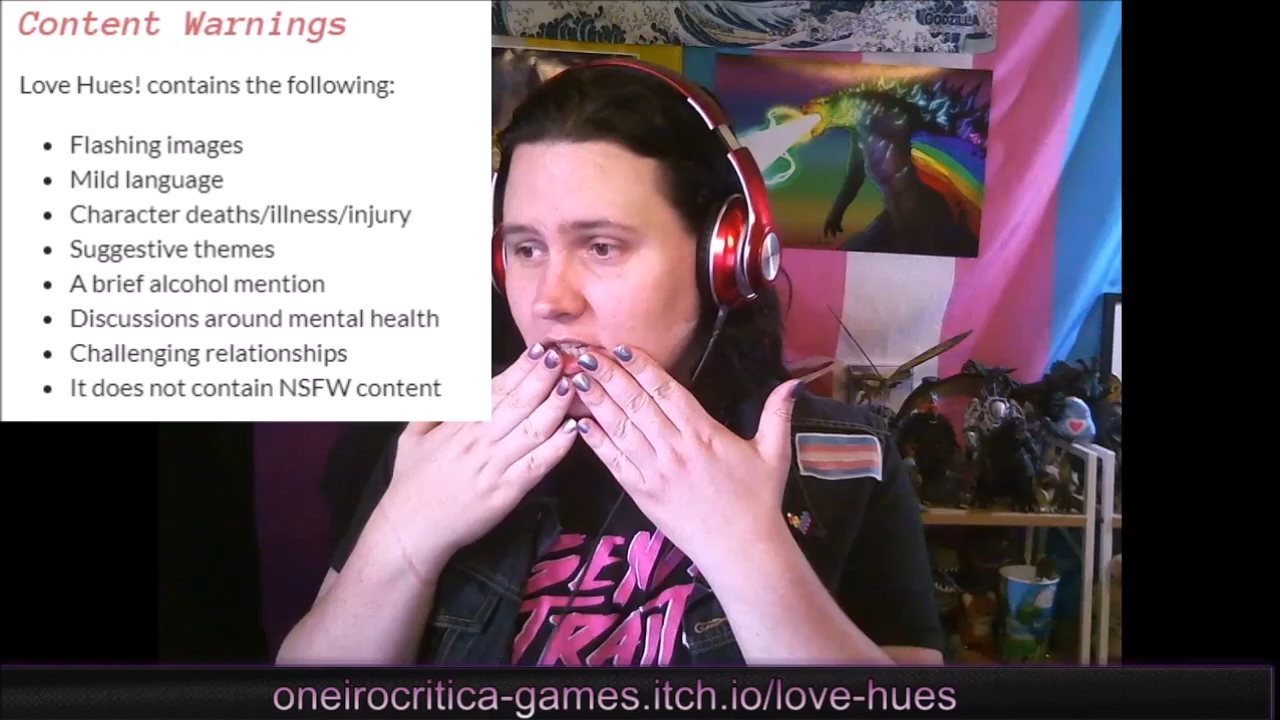 Content Warnings
Love Hues! contains the following:
• Flashing images
• Mild language
• Character deaths/illness/injury
• Suggestive themes
• A brief alcohol mention
• Discussions around mental health
• Challenging relationships
• It does not contain NSFW content
GODZILLA
oneirocritica-games.itch.io/love-hues